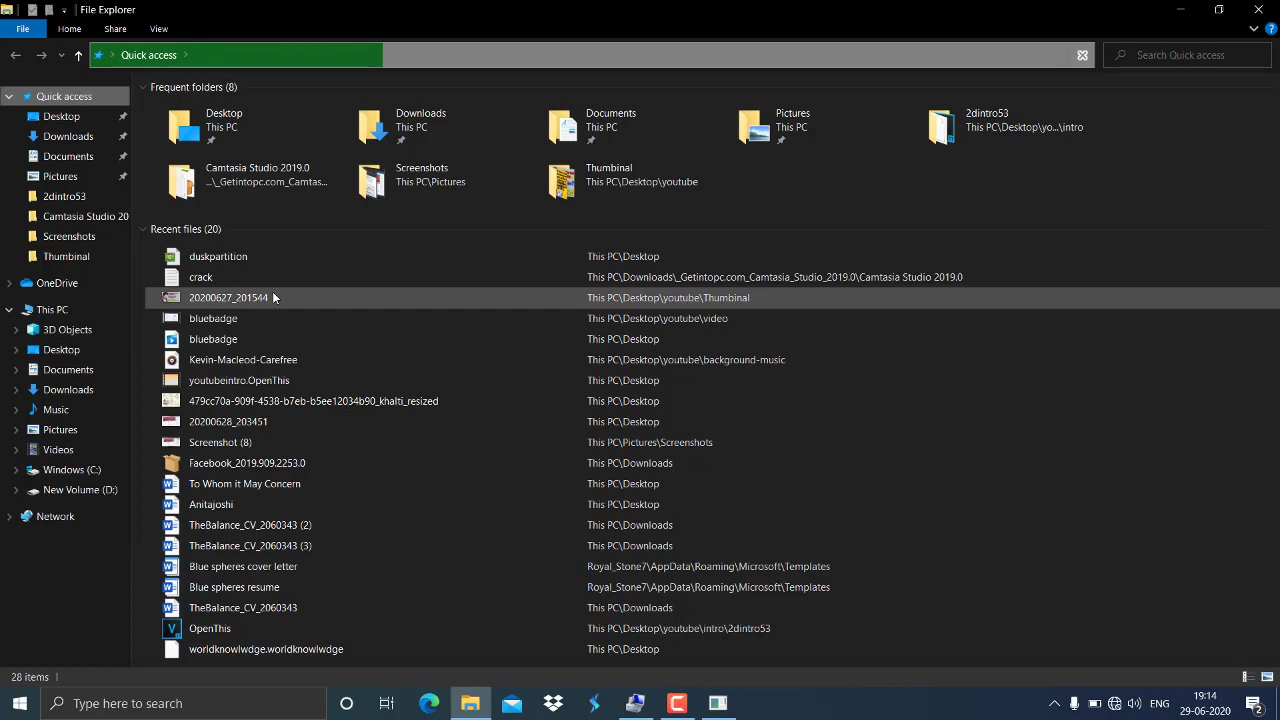 File Explorer
File Home Share View
Quick access Search Quick access
Quick access
Desktop
Downloads
Documents
Pictures
2dintro53
Camtasia Studio 20
Screenshots
Thumbinal
OneDrive
This PC
3D Objects
Desktop
Documents
Downloads
Music
Pictures
Videos
Windows (C:)
New Volume (D:)
Network
Frequent folders (8)
Desktop
This PC
Downloads
This PC
Documents
This PC
Pictures
This PC
2dintro53
This PC\Desktop\yo...\intro
Camtasia Studio 2019.0
...\_Getintopc.com_Camtas...
Screenshots
This PC\Pictures
Thumbinal
This PC\Desktop\youtube
Recent files (20)
duskpartition This PC\Desktop
crack This PC\Downloads\_Getintopc.com_Camtasia_Studio_2019.0\Camtasia Studio 2019.0
20200627_201544 This PC\Desktop\youtube\Thumbinal
bluebadge This PC\Desktop\youtube\video
bluebadge This PC\Desktop
Kevin-Macleod-Carefree This PC\Desktop\youtube\background-music
youtubeintro.OpenThis This PC\Desktop
479cc70a-909f-4538-b7eb-b5ee12034b90_khalti_resized This PC\Desktop
20200628_203451 This PC\Desktop
Screenshot (8) This PC\Pictures\Screenshots
Facebook_2019.909.2253.0 This PC\Downloads
To Whom it May Concern This PC\Desktop
Anitajoshi This PC\Desktop
TheBalance_CV_2060343 (2) This PC\Downloads
TheBalance_CV_2060343 (3) This PC\Downloads
Blue spheres cover letter Royal_Stone7\AppData\Roaming\Microsoft\Templates
Blue spheres resume Royal_Stone7\AppData\Roaming\Microsoft\Templates
TheBalance_CV_2060343 This PC\Downloads
OpenThis This PC\Desktop\youtube\intro\2dintro53
worldknowlwdge.worldknowlwdge This PC\Desktop
28 items
Type here to search
19:14
29-06-2020
2